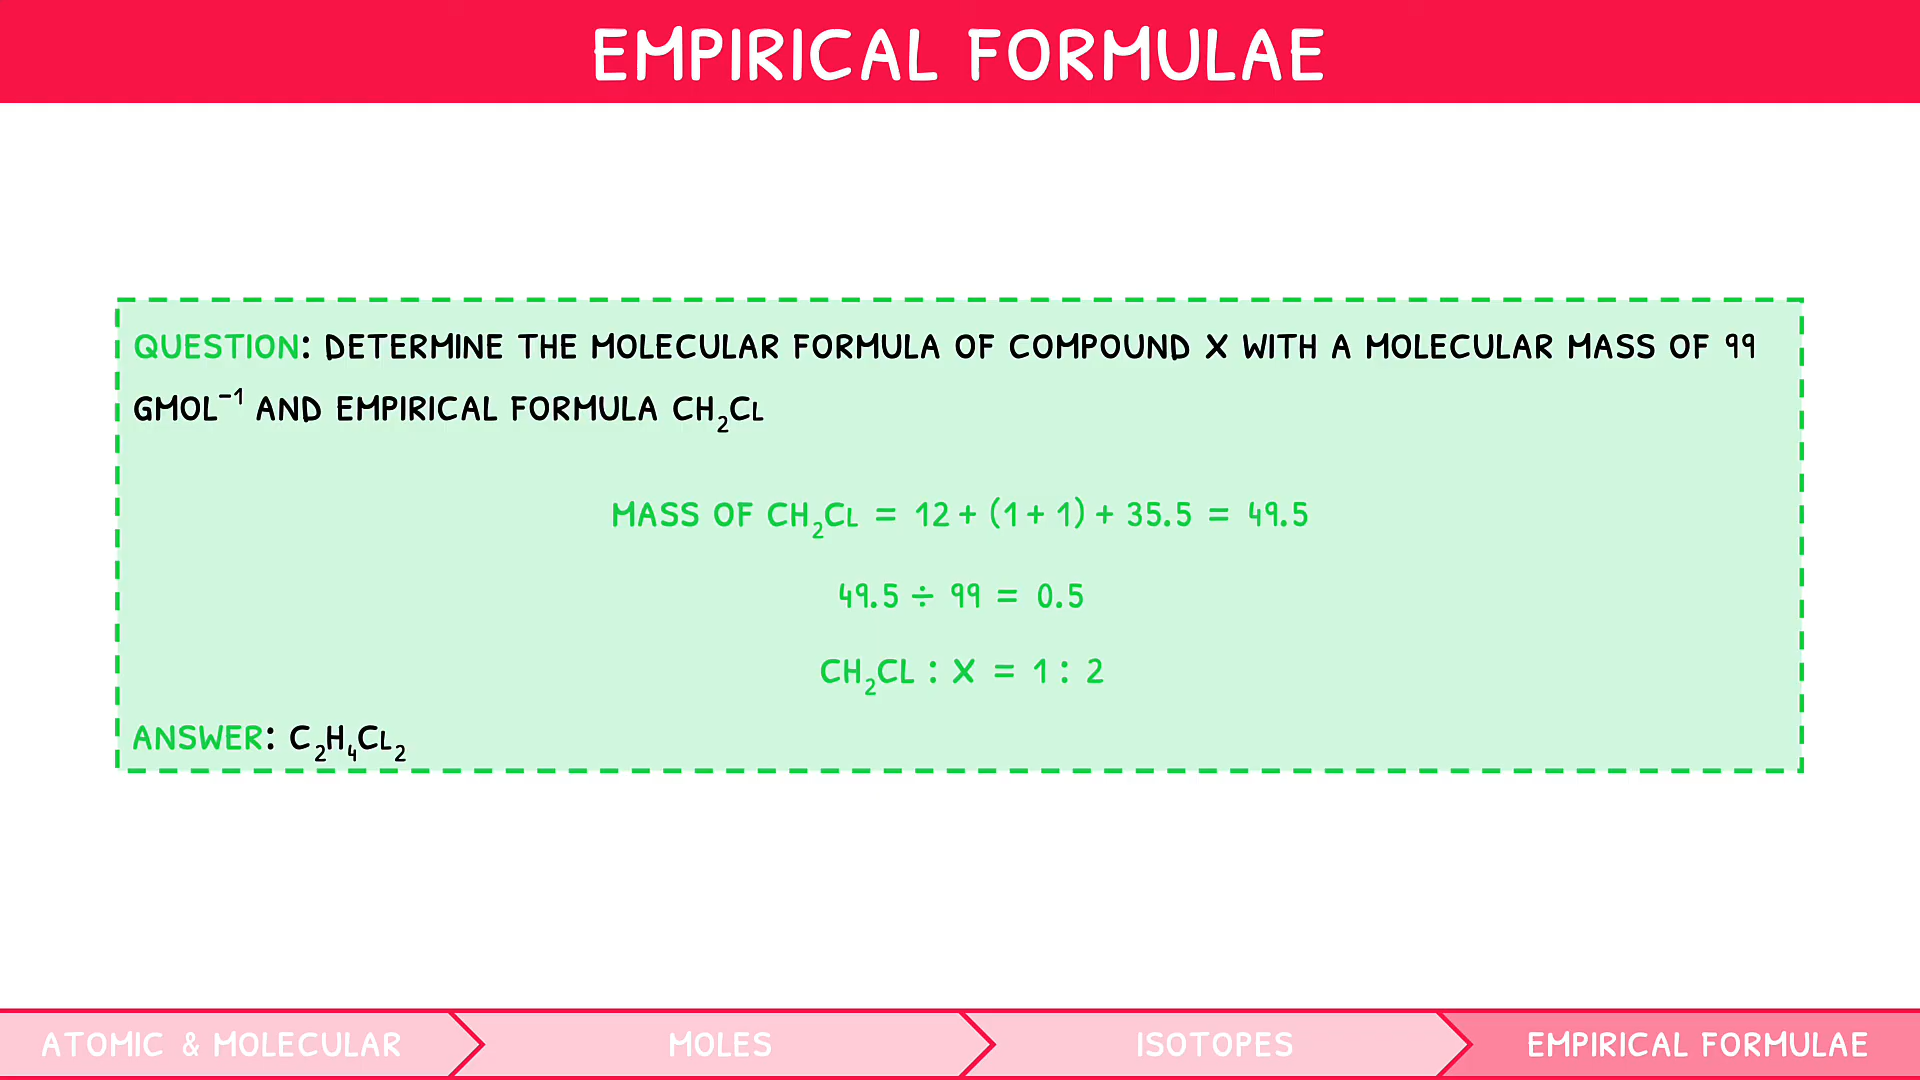 EMPIRICAL FORMULAE
QUESTION: DETERMINE THE MOLECULAR FORMULA OF COMPOUND X WITH A MOLECULAR MASS OF 99
GMOL⁻¹ AND EMPIRICAL FORMULA CH₂Cl
MASS OF CH₂Cl = 12 + (1 + 1) + 35.5 = 49.5
49.5 ÷ 99 = 0.5
CH₂CL : X = 1 : 2
ANSWER: C₂H₄Cl₂
ATOMIC & MOLECULAR
MOLES
ISOTOPES
EMPIRICAL FORMULAE